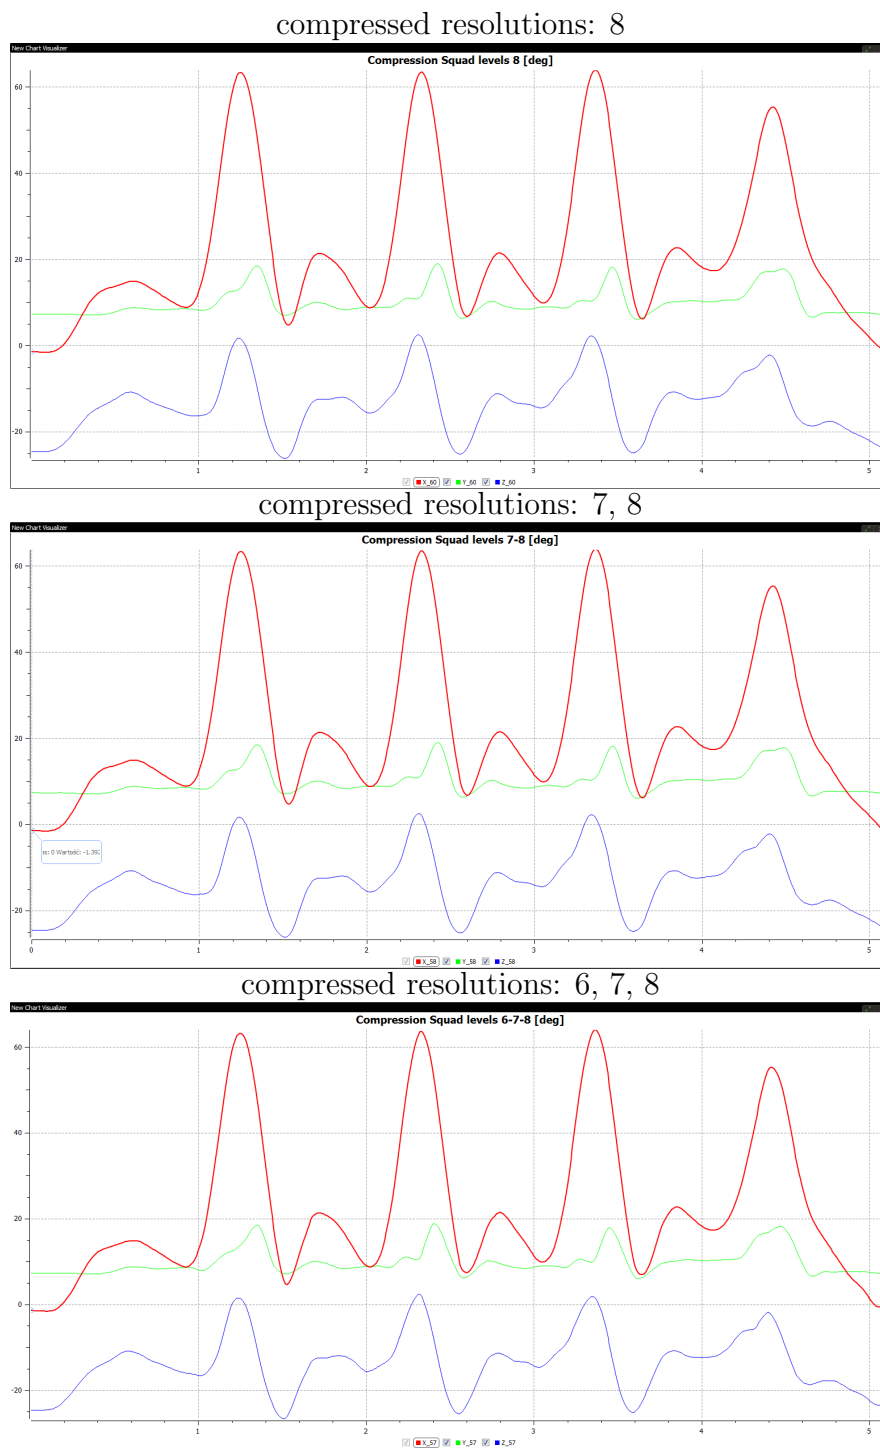 compressed resolutions: 8
New Chart Visualizer
Compression Squad levels 8 [deg]
60
40
20
0
-20
1 2 3 4 5
X_60 Y_60 Z_60
compressed resolutions: 7, 8
New Chart Visualizer
Compression Squad levels 7-8 [deg]
60
40
20
0
0 Wartość: -1.39
-20
0 1 2 3 4 5
X_58 Y_58 Z_58
compressed resolutions: 6, 7, 8
New Chart Visualizer
Compression Squad levels 6-7-8 [deg]
60
40
20
0
-20
1 2 3 4 5
X_57 Y_57 Z_57